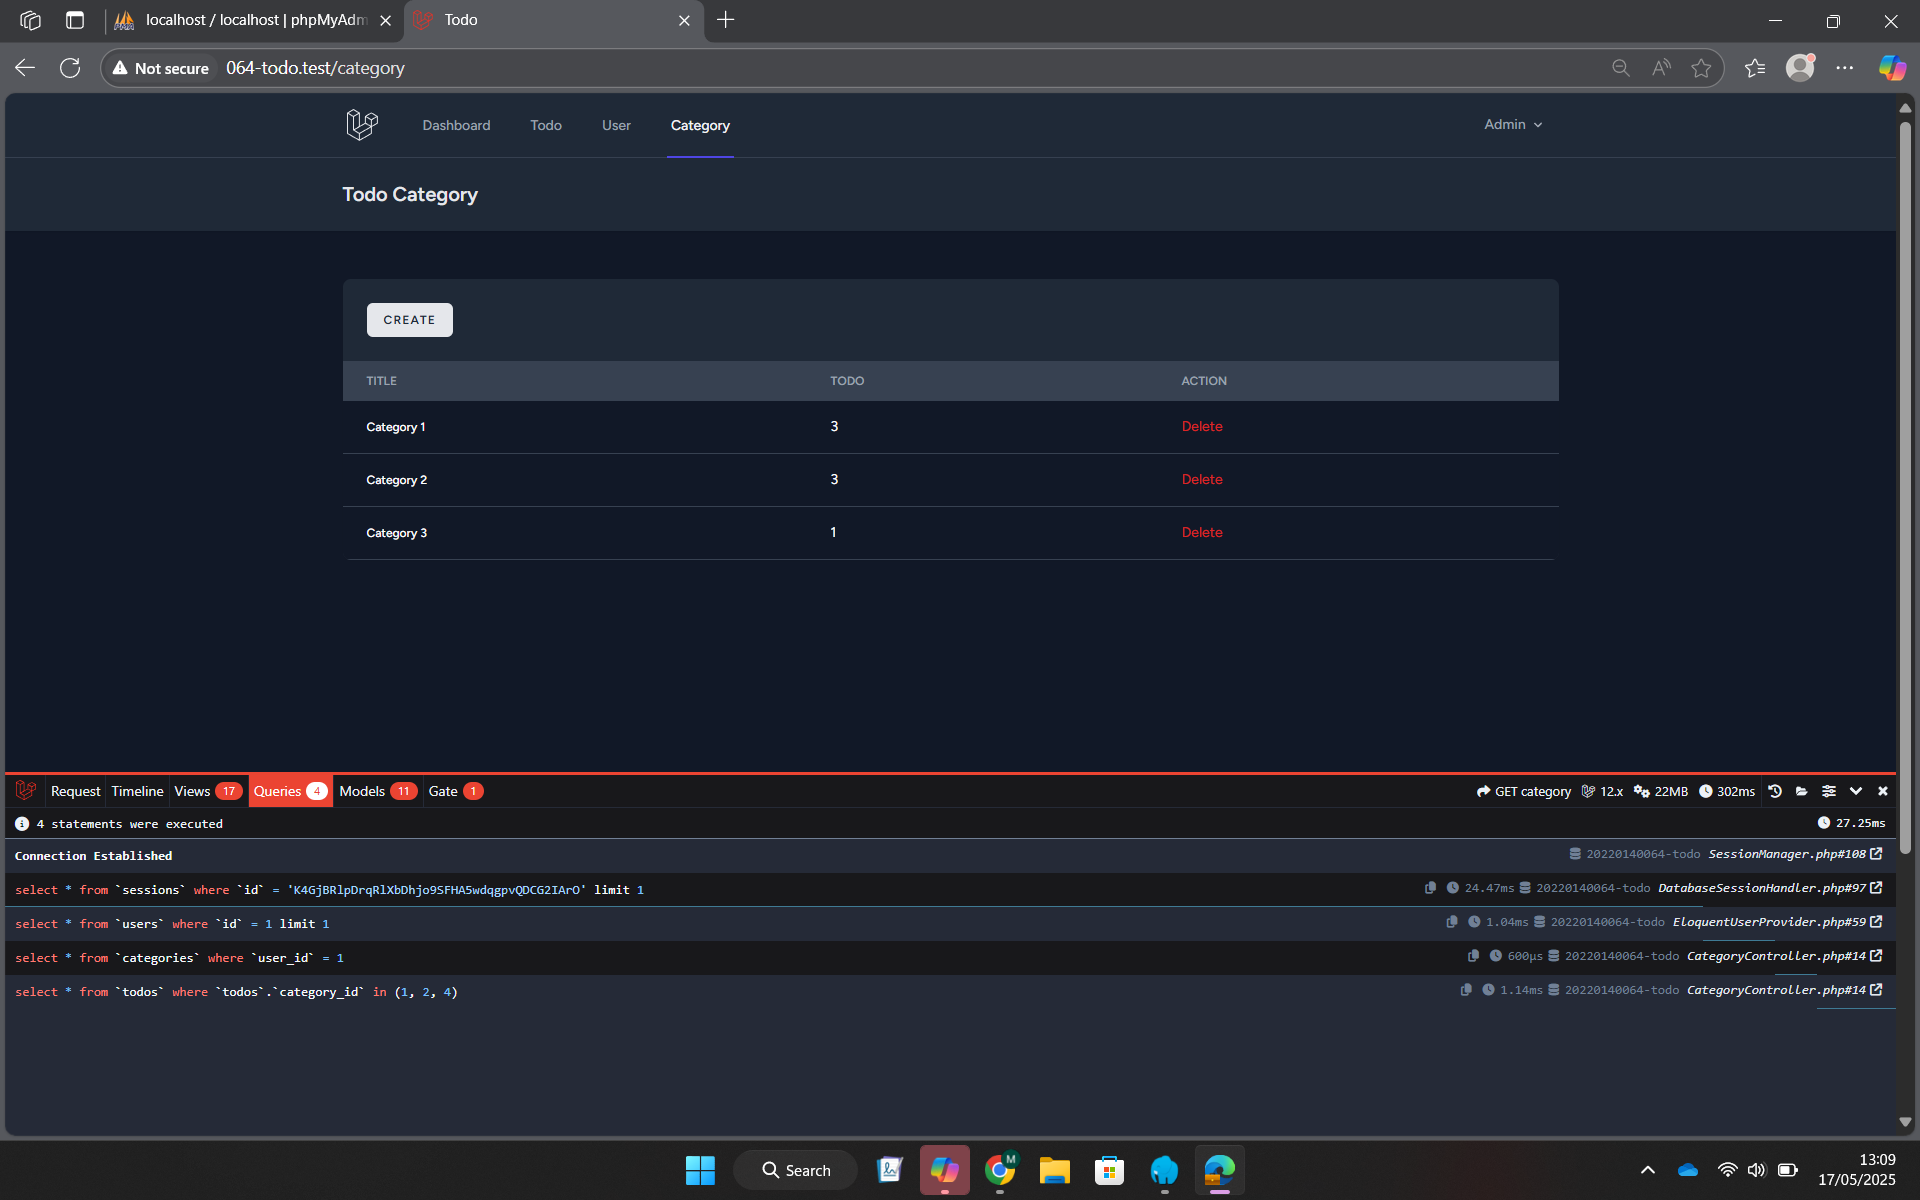 localhost / localhost | phpMyAdm
Todo
Not secure
064-todo.test/category
Dashboard
Todo
User
Category
Admin
Todo Category
CREATE
TITLE TODO ACTION
Category 1 3 Delete
Category 2 3 Delete
Category 3 1 Delete
Request Timeline Views 17 Queries 4 Models 11 Gate 1 GET category 12.x 22MB 302ms
4 statements were executed 27.25ms
Connection Established 20220140064-todo SessionManager.php#108
select * from `sessions` where `id` = 'K4GjBRlpDrqRlXbDhjo9SFHA5wdqgpvQDCG2IArO' limit 1 24.47ms 20220140064-todo DatabaseSessionHandler.php#97
select * from `users` where `id` = 1 limit 1 1.04ms 20220140064-todo EloquentUserProvider.php#59
select * from `categories` where `user_id` = 1 600μs 20220140064-todo CategoryController.php#14
select * from `todos` where `todos`.`category_id` in (1, 2, 4) 1.14ms 20220140064-todo CategoryController.php#14
Search
M
13:09
17/05/2025